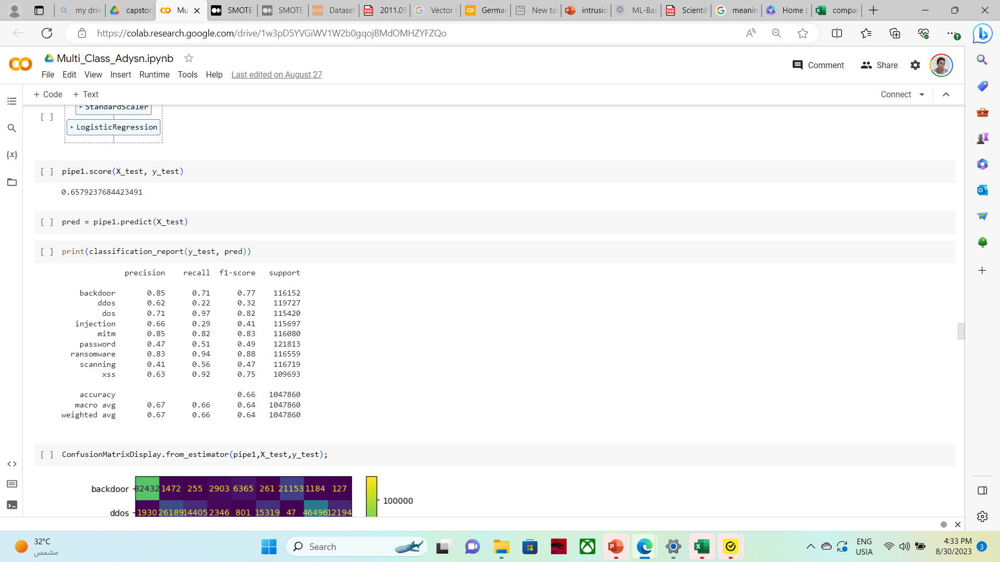 my driv
capston
Mu
SMOTE-
SMOTE
DCD
Dataset
PDF
2011.09
Vector
QS
German
New ta
intrusio
ML-Bas
PDF
Scientif
meanin
Home
compar
https://colab.research.google.com/drive/1w3pD5YVGiWV1W2b0gqojBMdOMHZYFZQo
Multi_Class_Adysn.ipynb
Comment
Share
File Edit View Insert Runtime Tools Help Last edited on August 27
+ Code + Text
Connect
StandardScaler
[ ]
LogisticRegression
[ ] pipe1.score(X_test, y_test)
0.6579237684423491
[ ] pred = pipe1.predict(X_test)
[ ] print(classification_report(y_test, pred))
precision recall f1-score support
backdoor 0.85 0.71 0.77 116152
ddos 0.62 0.22 0.32 119727
dos 0.71 0.97 0.82 115420
injection 0.66 0.29 0.41 115697
mitm 0.85 0.82 0.83 116080
password 0.47 0.51 0.49 121813
ransomware 0.83 0.94 0.88 116559
scanning 0.41 0.56 0.47 116719
xss 0.63 0.92 0.75 109693
accuracy 0.66 1047860
macro avg 0.67 0.66 0.64 1047860
weighted avg 0.67 0.66 0.64 1047860
[ ] ConfusionMatrixDisplay.from_estimator(pipe1,X_test,y_test);
backdoor 82432 1472 255 2903 6365 261 21153 1184 127
100000
ddos 1930 26189 14405 2346 801 15319 47 46496 12194
32°C
مشمس
Search
ENG
USIA
4:33 PM
8/30/2023
3